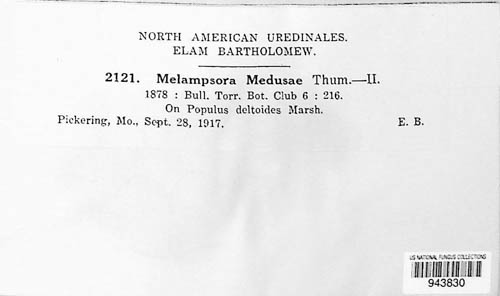 NORTH AMERICAN UREDINALES.
ELAM BARTHOLOMEW.
2121. Melampsora Medusae Thum.—II.
1878 : Bull. Torr. Bot. Club 6 : 216.
On Populus deltoides Marsh.
Pickering, Mo., Sept. 28, 1917. E. B.
US NATIONAL FUNGUS COLLECTIONS
943830